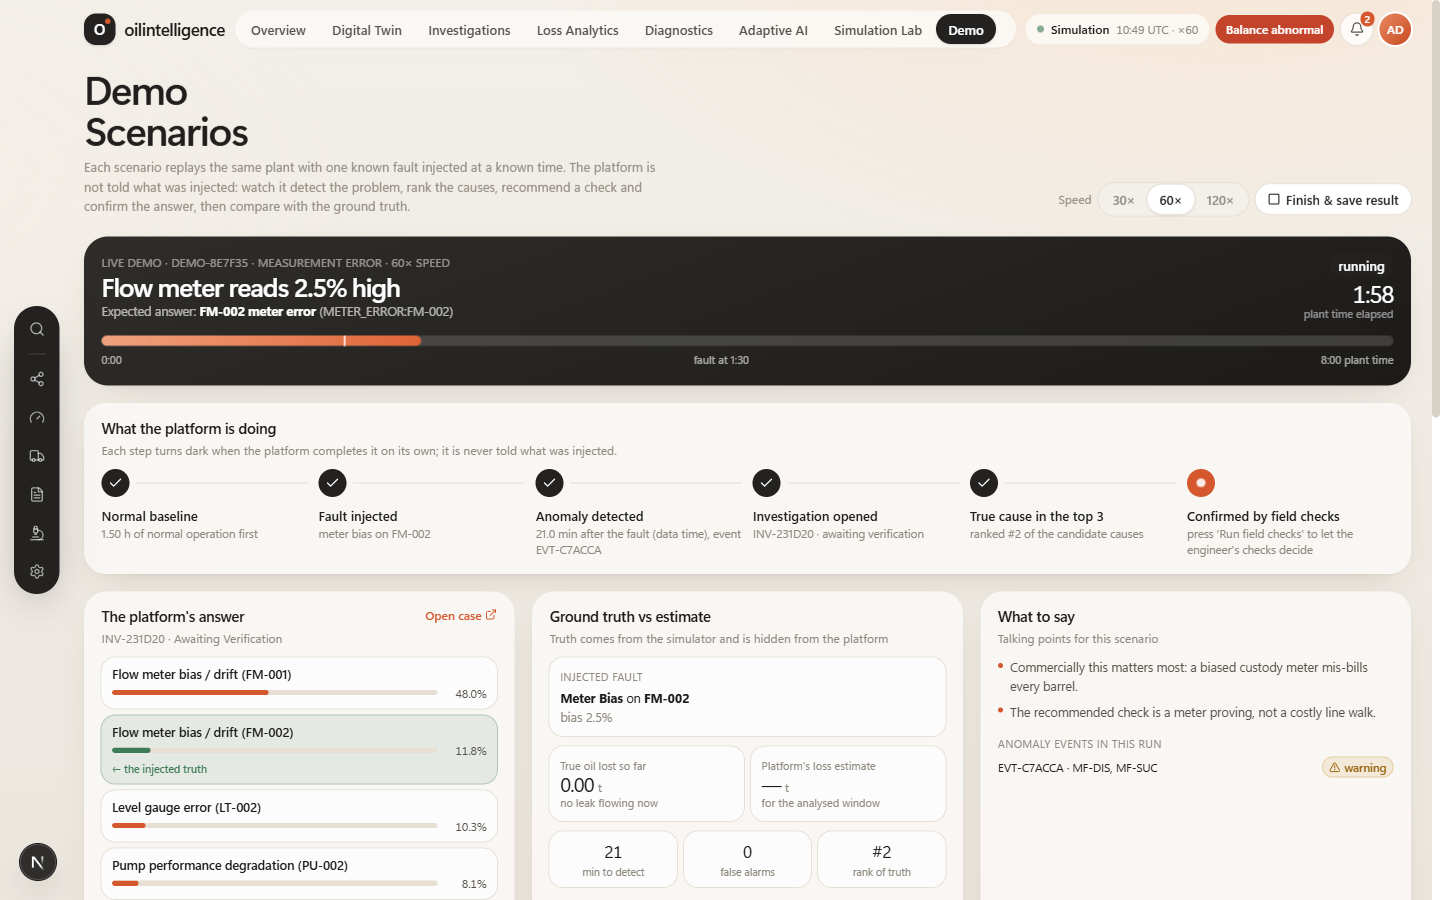 oilintelligence
Overview
Digital Twin
Investigations
Loss Analytics
Diagnostics
Adaptive AI
Simulation Lab
Demo
Simulation 10:49 UTC · ×60
Balance abnormal
2
AD
Demo
Scenarios
Each scenario replays the same plant with one known fault injected at a known time. The platform is
not told what was injected: watch it detect the problem, rank the causes, recommend a check and
confirm the answer, then compare with the ground truth.
Speed
30×
60×
120×
Finish & save result
LIVE DEMO · DEMO-8E7F35 · MEASUREMENT ERROR · 60× SPEED
Flow meter reads 2.5% high
Expected answer: FM-002 meter error (METER_ERROR:FM-002)
running
1:58
plant time elapsed
0:00
fault at 1:30
8:00 plant time
What the platform is doing
Each step turns dark when the platform completes it on its own; it is never told what was injected.
Normal baseline
1.50 h of normal operation first
Fault injected
meter bias on FM-002
Anomaly detected
21.0 min after the fault (data time), event
EVT-C7ACCA
Investigation opened
INV-231D20 · awaiting verification
True cause in the top 3
ranked #2 of the candidate causes
Confirmed by field checks
press 'Run field checks' to let the
engineer's checks decide
The platform's answer
Open case
INV-231D20 · Awaiting Verification
Flow meter bias / drift (FM-001)
48.0%
Flow meter bias / drift (FM-002)
11.8%
← the injected truth
Level gauge error (LT-002)
10.3%
Pump performance degradation (PU-002)
8.1%
Ground truth vs estimate
Truth comes from the simulator and is hidden from the platform
INJECTED FAULT
Meter Bias on FM-002
bias 2.5%
True oil lost so far
0.00 t
no leak flowing now
Platform's loss estimate
— t
for the analysed window
21
min to detect
0
false alarms
#2
rank of truth
What to say
Talking points for this scenario
• Commercially this matters most: a biased custody meter mis-bills
every barrel.
• The recommended check is a meter proving, not a costly line walk.
ANOMALY EVENTS IN THIS RUN
EVT-C7ACCA · MF-DIS, MF-SUC
warning
N